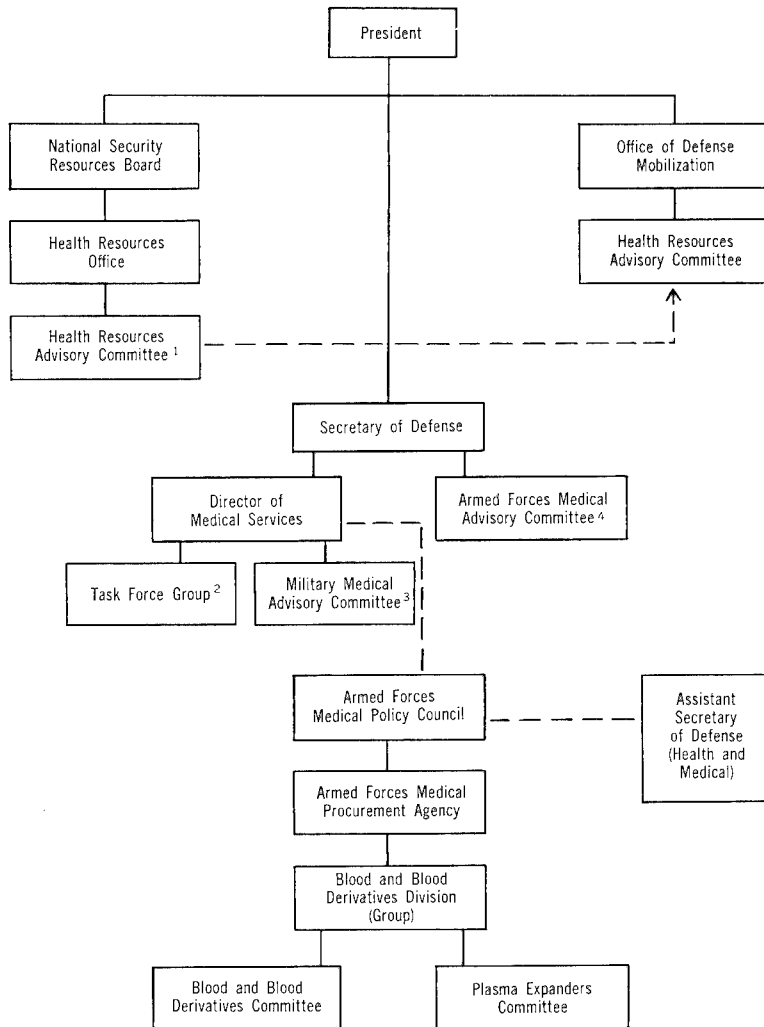 President
National Security
Resources Board
Office of Defense
Mobilization
Health Resources
Office
Health Resources
Advisory Committee
Health Resources
Advisory Committee 1
Secretary of Defense
Director of
Medical Services
Armed Forces Medical
Advisory Committee 4
Task Force Group 2
Military Medical
Advisory Committee 3
Armed Forces
Medical Policy Council
Assistant
Secretary
of Defense
(Health and
Medical)
Armed Forces Medical
Procurement Agency
Blood and Blood
Derivatives Division
(Group)
Blood and Blood
Derivatives Committee
Plasma Expanders
Committee